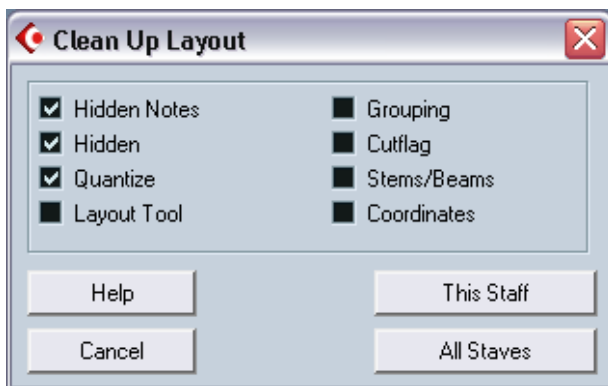 Clean Up Layout
Hidden Notes
Hidden
Quantize
Layout Tool
Grouping
Cutflag
Stems/Beams
Coordinates
Help
This Staff
Cancel
All Staves